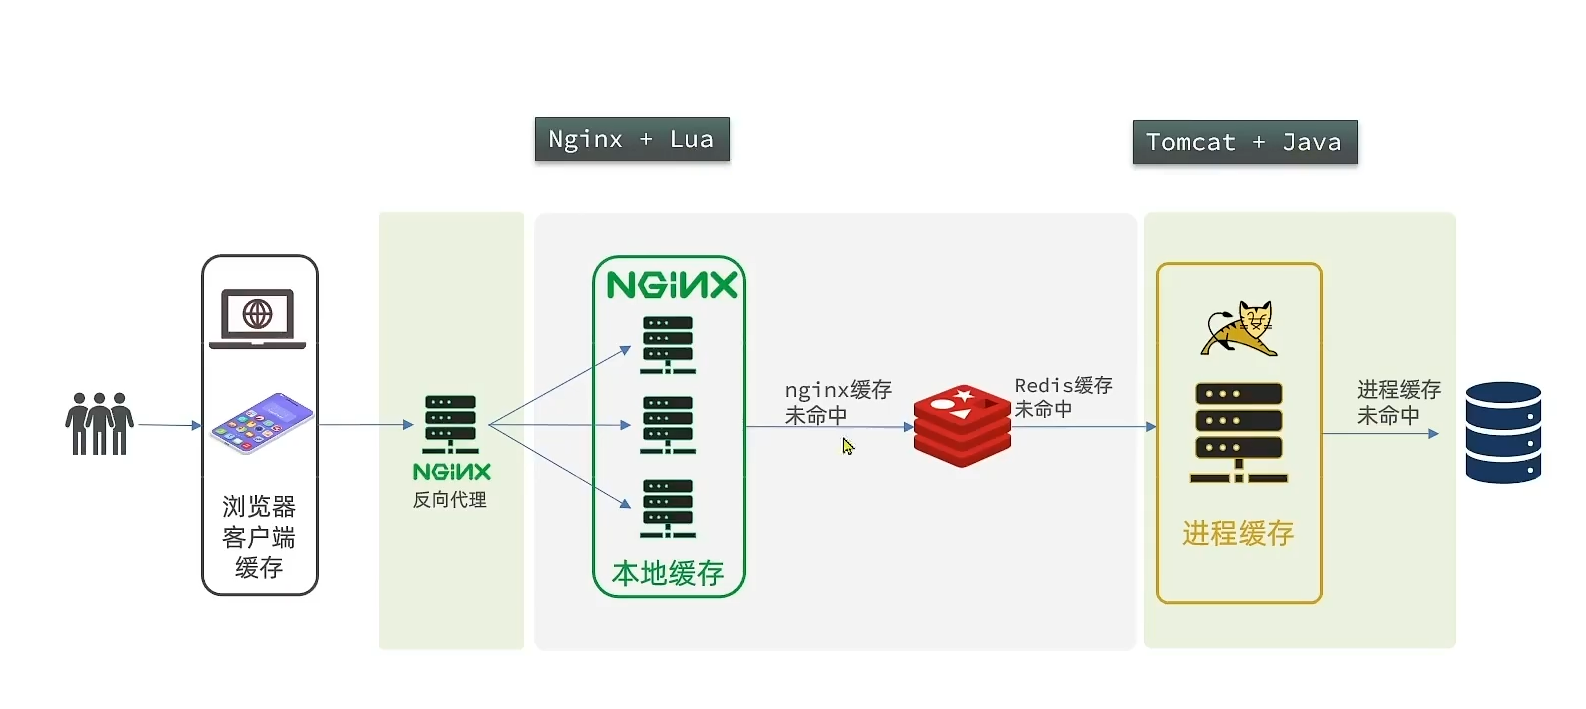 Nginx + Lua
Tomcat + Java
浏览器
客户端
缓存
NGINX
反向代理
NGINX
本地缓存
nginx缓存
未命中
Redis缓存
未命中
进程缓存
进程缓存
未命中